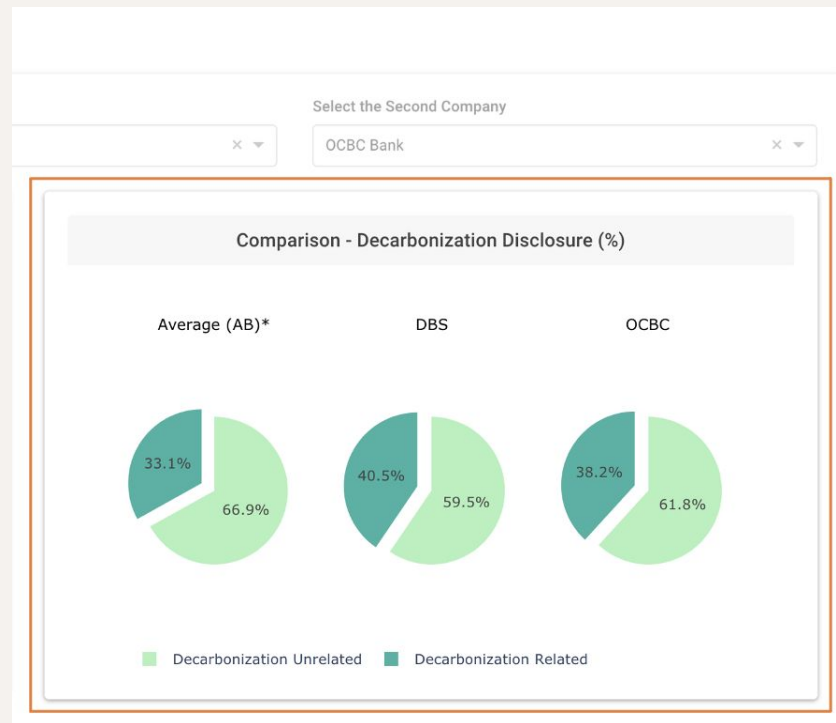 Select the Second Company
OCBC Bank
Comparison - Decarbonization Disclosure (%)
Average (AB)* DBS OCBC
33.1% 66.9% 40.5% 59.5% 38.2% 61.8%
Decarbonization Unrelated Decarbonization Related